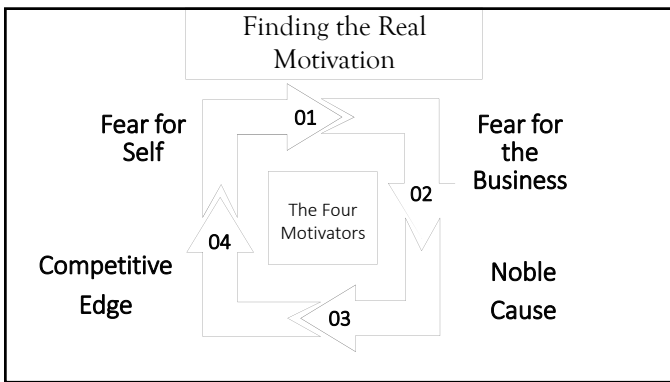 Finding the Real
Motivation
01
Fear for
Self
Fear for
the
Business
02
The Four
Motivators
04
Competitive
Edge
Noble
Cause
03